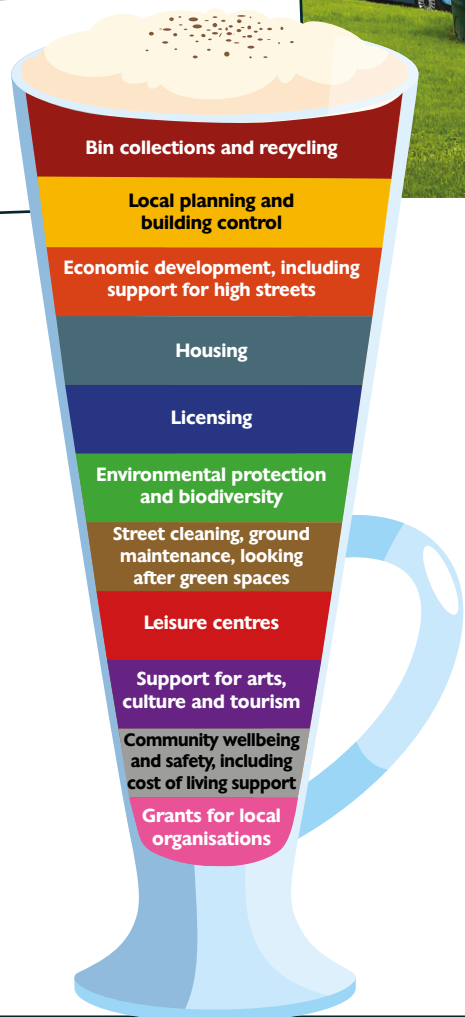 Bin collections and recycling
Local planning and
building control
Economic development, including
support for high streets
Housing
Licensing
Environmental protection
and biodiversity
Street cleaning, ground
maintenance, looking
after green spaces
Leisure centres
Support for arts,
culture and tourism
Community wellbeing
and safety, including
cost of living support
Grants for local
organisations